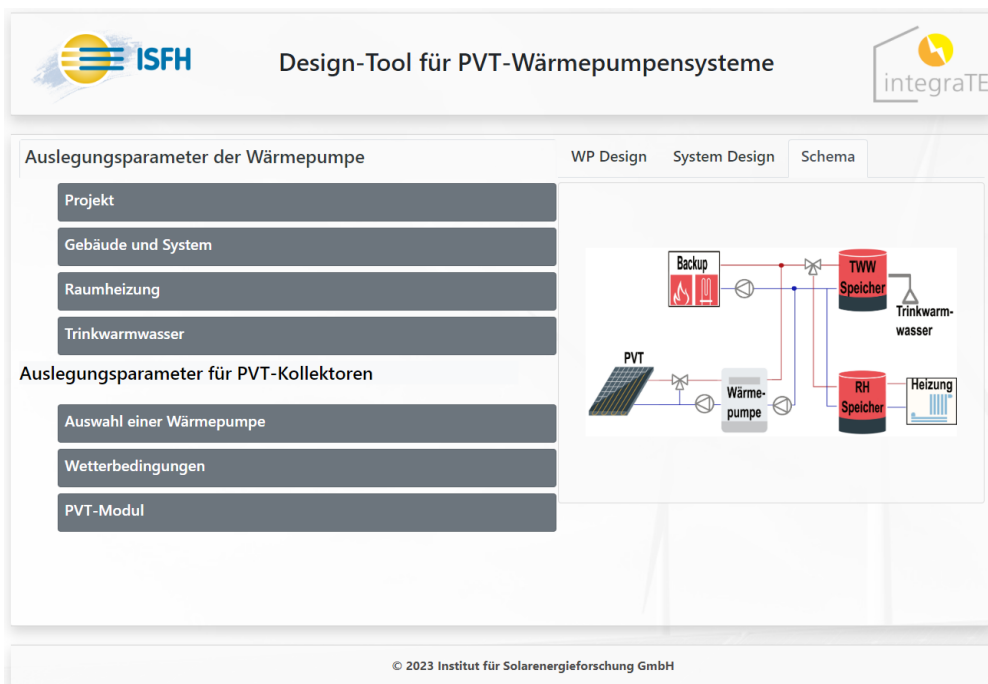 ISFH
Design-Tool für PVT-Wärmepumpensysteme
integraTE
Auslegungsparameter der Wärmepumpe
Projekt
Gebäude und System
Raumheizung
Trinkwarmwasser
Auslegungsparameter für PVT-Kollektoren
Auswahl einer Wärmepumpe
Wetterbedingungen
PVT-Modul
WP Design
System Design
Schema
Backup
TWW
Speicher
Trinkwarm-
wasser
PVT
Wärme-
pumpe
RH
Speicher
Heizung
© 2023 Institut für Solarenergieforschung GmbH